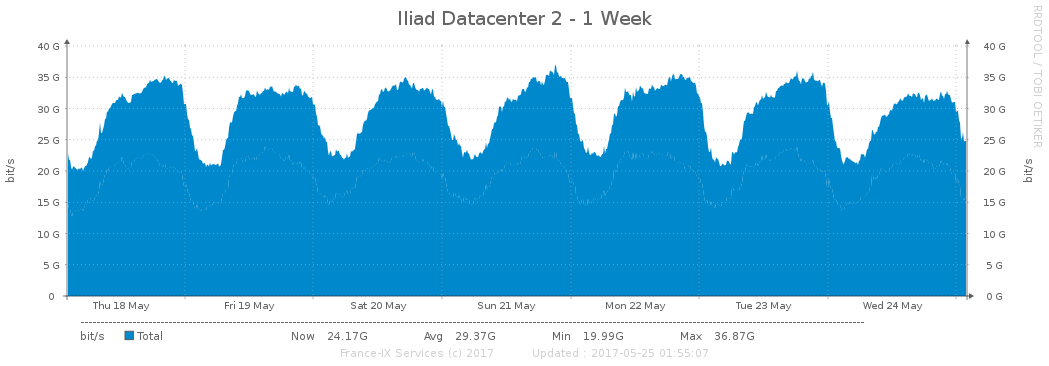 Iliad Datacenter 2 - 1 Week
RRDTOOL / TOBI OETIKER
40 G 40 G
35 G 35 G
30 G 30 G
25 G 25 G
20 G 20 G
15 G 15 G
10 G 10 G
5 G 5 G
0 0 G
bit/s bit/s
Thu 18 May Fri 19 May Sat 20 May Sun 21 May Mon 22 May Tue 23 May Wed 24 May
bit/s Total Now 24.17G Avg 29.37G Min 19.99G Max 36.87G
France-IX Services (c) 2017 Updated : 2017-05-25 01:55:07